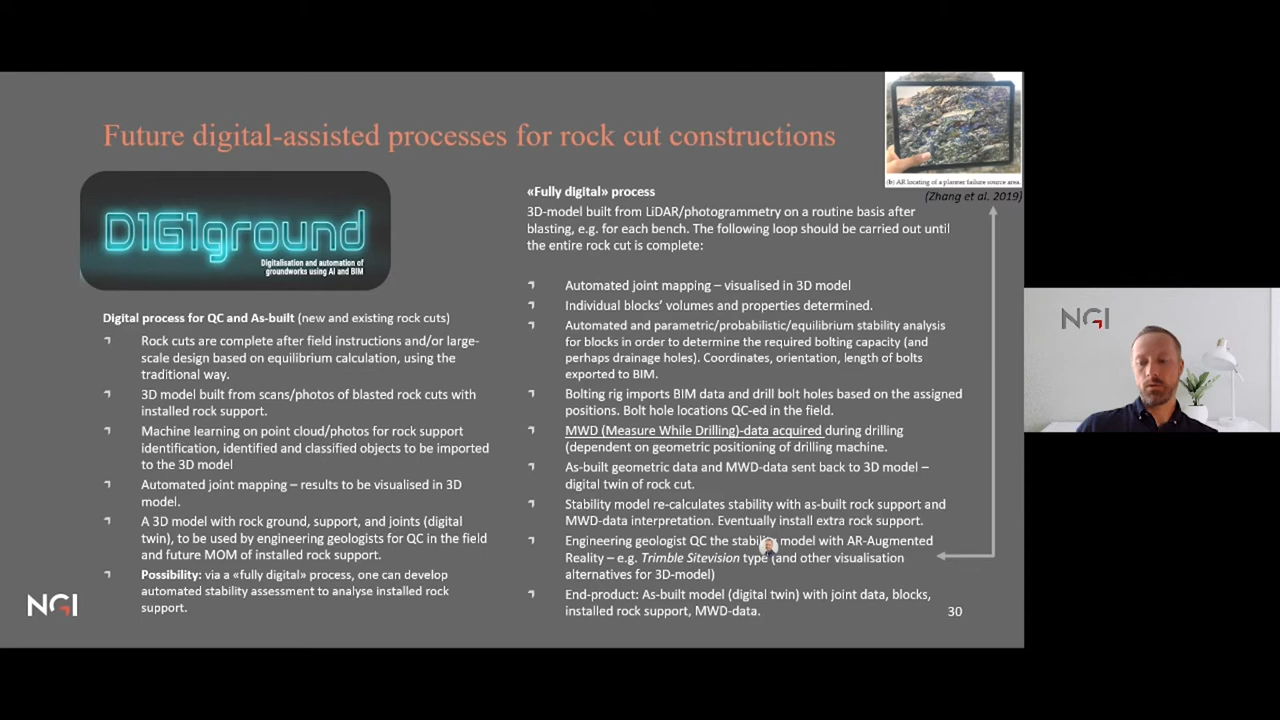 Future digital-assisted processes for rock cut constructions
D1G1ground
Digitalisation and automation of
groundworks using AI and BIM
Digital process for QC and As-built (new and existing rock cuts)
Rock cuts are complete after field instructions and/or large-
scale design based on equilibrium calculation, using the
traditional way.
3D model built from scans/photos of blasted rock cuts with
installed rock support.
Machine learning on point cloud/photos for rock support
identification, identified and classified objects to be imported
to the 3D model
Automated joint mapping – results to be visualised in 3D
model.
A 3D model with rock ground, support, and joints (digital
twin), to be used by engineering geologists for QC in the field
and future MOM of installed rock support.
Possibility: via a «fully digital» process, one can develop
automated stability assessment to analyse installed rock
support.
NGI
«Fully digital» process
3D-model built from LiDAR/photogrammetry on a routine basis after
blasting, e.g. for each bench. The following loop should be carried out until
the entire rock cut is complete:
Automated joint mapping – visualised in 3D model
Individual blocks' volumes and properties determined.
Automated and parametric/probabilistic/equilibrium stability analysis
for blocks in order to determine the required bolting capacity (and
perhaps drainage holes). Coordinates, orientation, length of bolts
exported to BIM.
Bolting rig imports BIM data and drill bolt holes based on the assigned
positions. Bolt hole locations QC-ed in the field.
MWD (Measure While Drilling)-data acquired during drilling
(dependent on geometric positioning of drilling machine.
As-built geometric data and MWD-data sent back to 3D model –
digital twin of rock cut.
Stability model re-calculates stability with as-built rock support and
MWD-data interpretation. Eventually install extra rock support.
Engineering geologist QC the stability model with AR-Augmented
Reality – e.g. Trimble Sitevision type (and other visualisation
alternatives for 3D-model)
End-product: As-built model (digital twin) with joint data, blocks,
installed rock support, MWD-data.
30
(b) AR locating of a planner failure source area.
(Zhang et al. 2019)
NGI